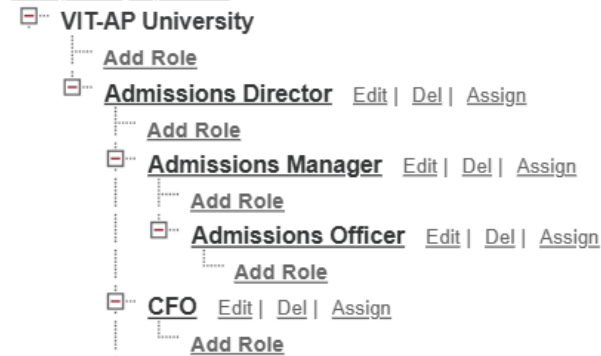 VIT-AP University
Add Role
Admissions Director Edit | Del | Assign
Add Role
Admissions Manager Edit | Del | Assign
Add Role
Admissions Officer Edit | Del | Assign
Add Role
CFO Edit | Del | Assign
Add Role